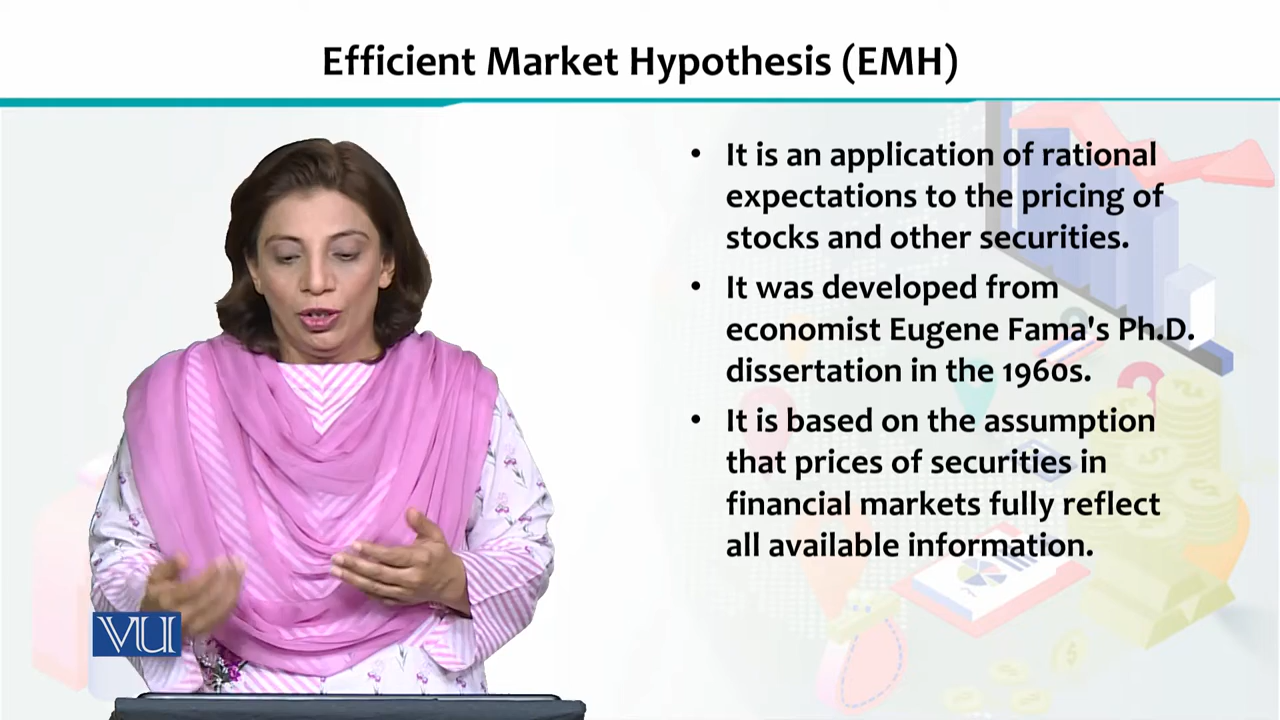 Efficient Market Hypothesis (EMH)
• It is an application of rational
expectations to the pricing of
stocks and other securities.
• It was developed from
economist Eugene Fama's Ph.D.
dissertation in the 1960s.
• It is based on the assumption
that prices of securities in
financial markets fully reflect
all available information.
VU